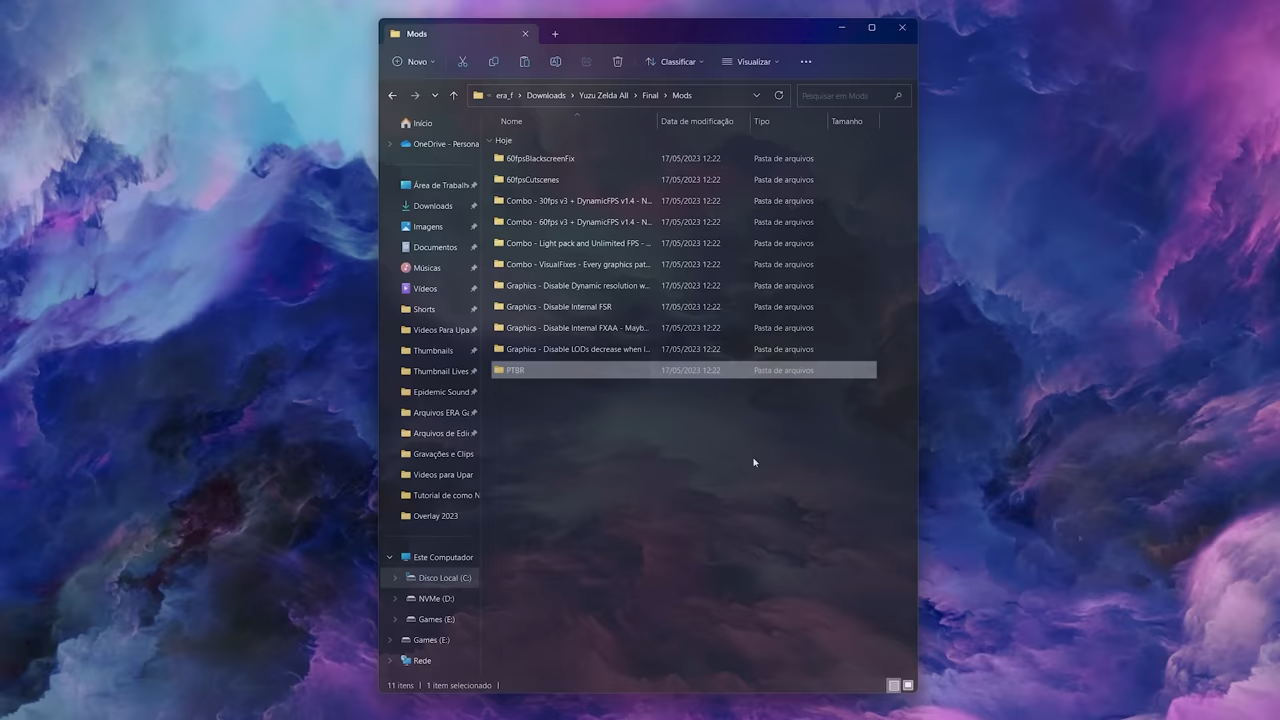 Mods
Novo
Classificar
Visualizar
era_f > Downloads > Yuzu Zelda All > Final > Mods
Pesquisar em Mods
Nome Data de modificação Tipo Tamanho
Hoje
60fpsBlackscreenFix 17/05/2023 12:22 Pasta de arquivos
60fpsCutscenes 17/05/2023 12:22 Pasta de arquivos
Combo - 30fps v3 + DynamicFPS v1.4 - N... 17/05/2023 12:22 Pasta de arquivos
Combo - 60fps v3 + DynamicFPS v1.4 - N... 17/05/2023 12:22 Pasta de arquivos
Combo - Light pack and Unlimited FPS - ... 17/05/2023 12:22 Pasta de arquivos
Combo - VisualFixes - Every graphics pat... 17/05/2023 12:22 Pasta de arquivos
Graphics - Disable Dynamic resolution w... 17/05/2023 12:22 Pasta de arquivos
Graphics - Disable Internal FSR 17/05/2023 12:22 Pasta de arquivos
Graphics - Disable Internal FXAA - Mayb... 17/05/2023 12:22 Pasta de arquivos
Graphics - Disable LODs decrease when l... 17/05/2023 12:22 Pasta de arquivos
PTBR 17/05/2023 12:22 Pasta de arquivos
Início
OneDrive - Persona
Área de Trabalh
Downloads
Imagens
Documentos
Músicas
Vídeos
Shorts
Videos Para Upa
Thumbnails
Thumbnail Lives
Epidemic Sound
Arquivos ERA Ga
Arquivos de Edi
Gravações e Clips
Videos para Upar
Tutorial de como N
Overlay 2023
Este Computador
Disco Local (C:)
NVMe (D:)
Games (E:)
Games (E:)
Rede
11 itens | 1 item selecionado |